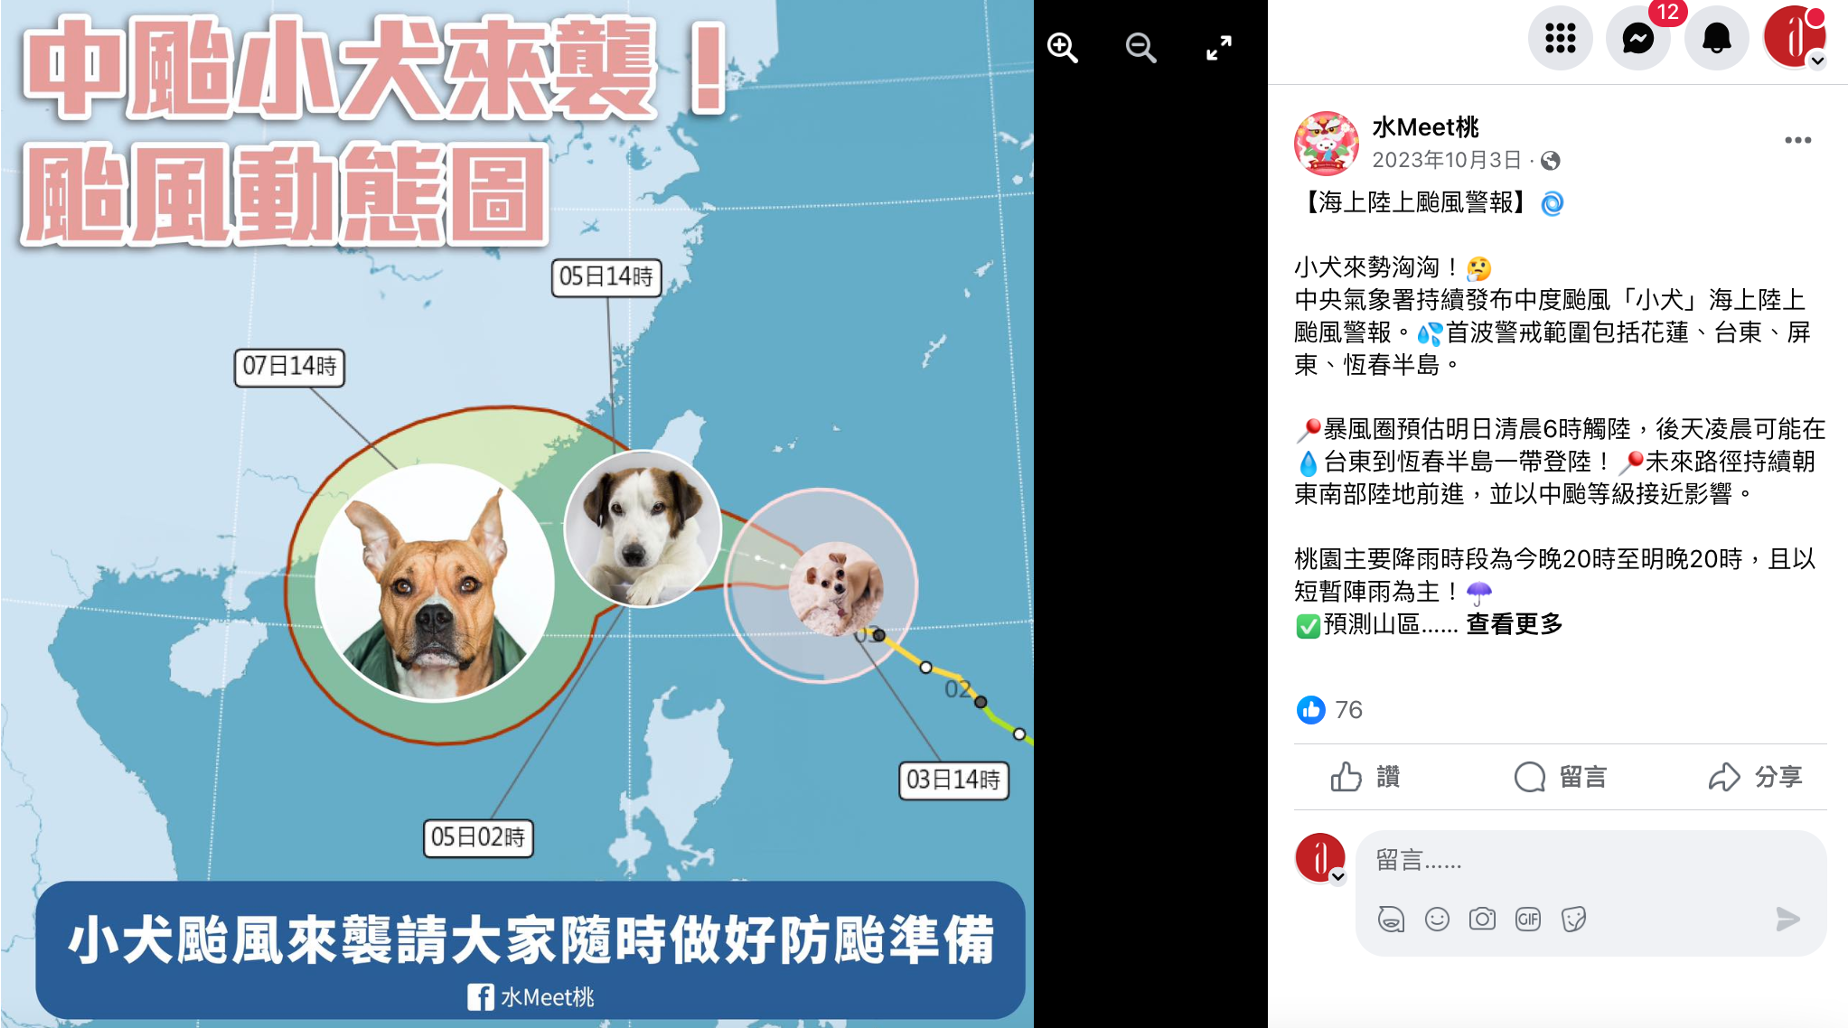 中颱小犬來襲！
颱風動態圖
05日14時
07日14時
03
02
03日14時
05日02時
小犬颱風來襲請大家隨時做好防颱準備
水Meet桃
12
水Meet桃
2023年10月3日 ·
【海上陸上颱風警報】🌀
小犬來勢洶洶！🤔
中央氣象署持續發布中度颱風「小犬」海上陸上
颱風警報。💦首波警戒範圍包括花蓮、台東、屏
東、恆春半島。
📍暴風圈預估明日清晨6時觸陸，後天凌晨可能在
💧台東到恆春半島一帶登陸！📍未來路徑持續朝
東南部陸地前進，並以中颱等級接近影響。
桃園主要降雨時段為今晚20時至明晚20時，且以
短暫陣雨為主！☂️
✅預測山區…… 查看更多
76
讚
留言
分享
留言……
GIF